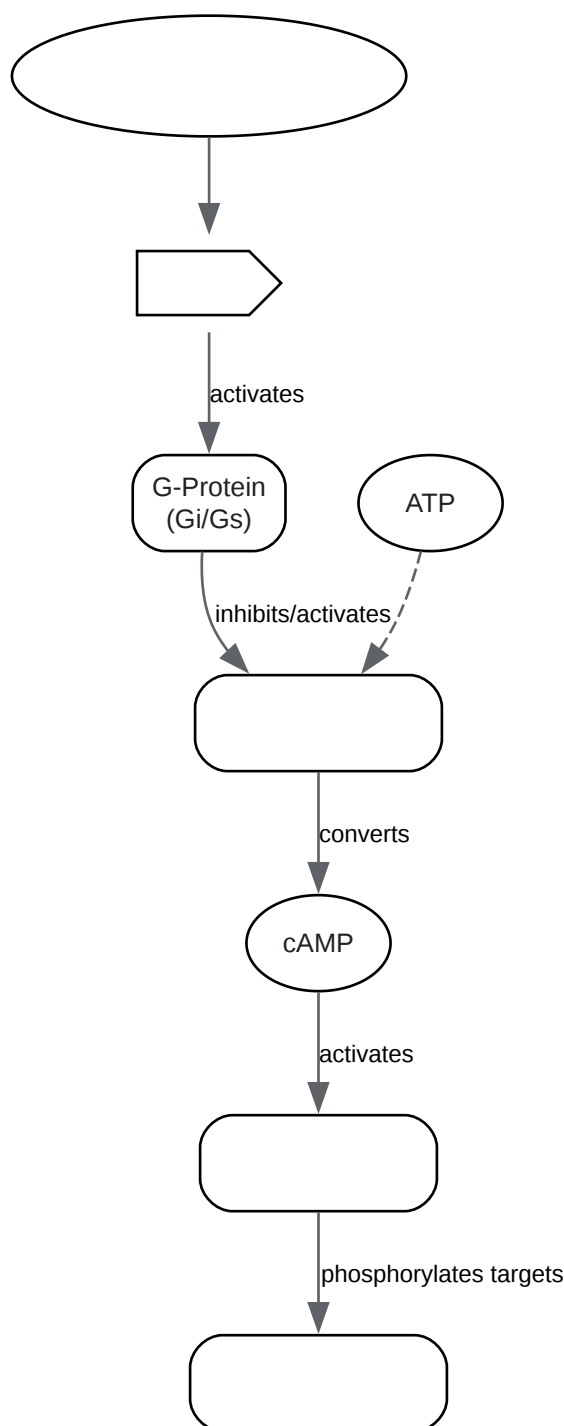 activates
G-Protein
(Gi/Gs)
ATP
inhibits/activates
converts
cAMP
activates
phosphorylates targets